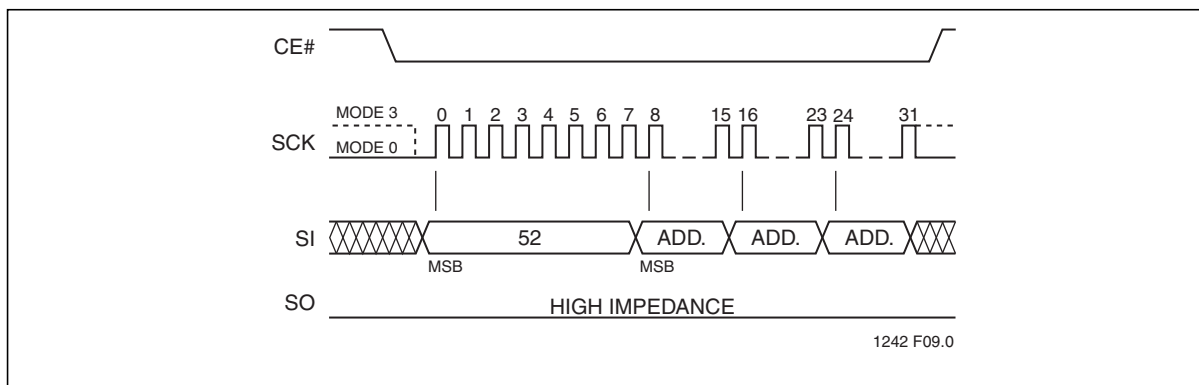 CE#
MODE 3
0 1 2 3 4 5 6 7 8 15 16 23 24 31
SCK
MODE 0
SI
52 ADD. ADD. ADD.
MSB MSB
SO
HIGH IMPEDANCE
1242 F09.0